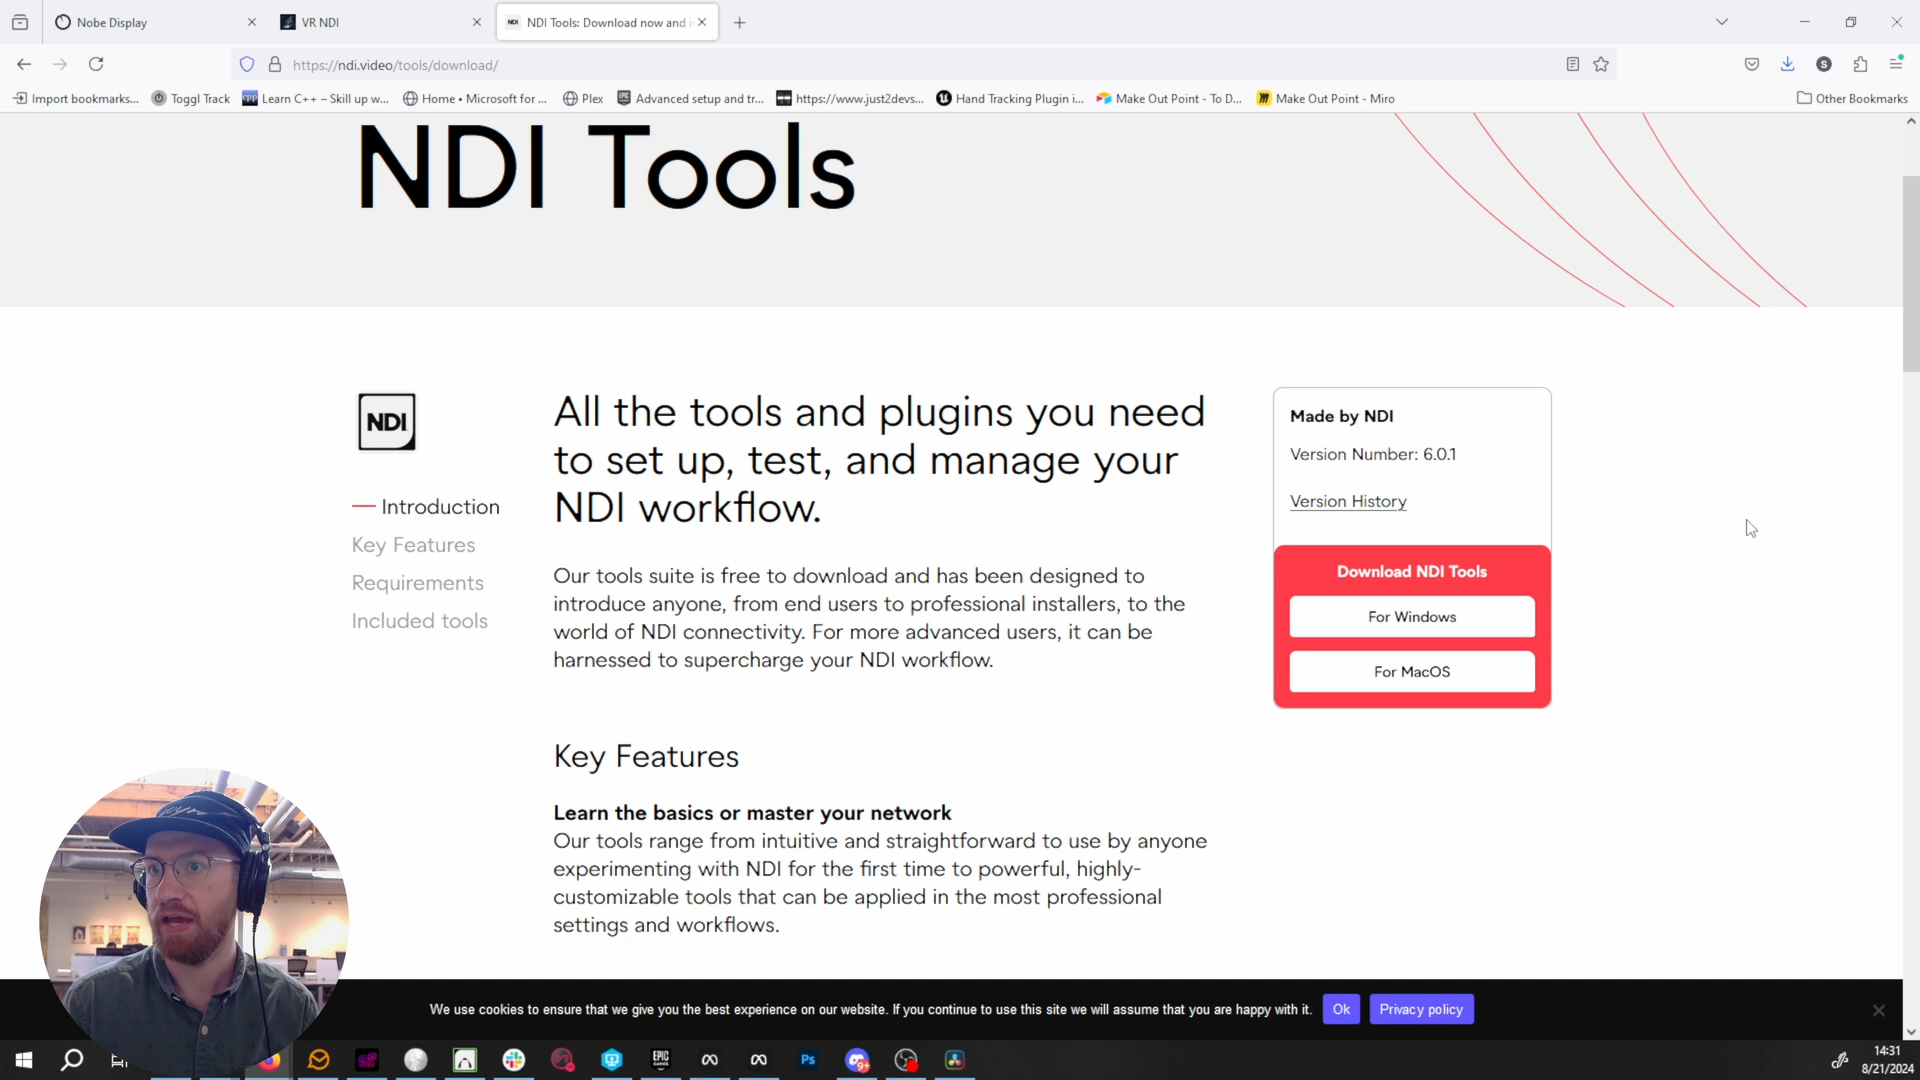 Nobe Display
VR NDI
NDI Tools: Download now and i
https://ndi.video/tools/download/
Import bookmarks...
Toggl Track
Learn C++ – Skill up w...
Home • Microsoft for ...
Plex
Advanced setup and tr...
https://www.just2devs...
Hand Tracking Plugin i...
Make Out Point - To D...
Make Out Point - Miro
Other Bookmarks
NDI Tools
NDI
Introduction
Key Features
Requirements
Included tools
All the tools and plugins you need
to set up, test, and manage your
NDI workflow.
Our tools suite is free to download and has been designed to
introduce anyone, from end users to professional installers, to the
world of NDI connectivity. For more advanced users, it can be
harnessed to supercharge your NDI workflow.
Made by NDI
Version Number: 6.0.1
Version History
Download NDI Tools
For Windows
For MacOS
Key Features
Learn the basics or master your network
Our tools range from intuitive and straightforward to use by anyone
experimenting with NDI for the first time to powerful, highly-
customizable tools that can be applied in the most professional
settings and workflows.
We use cookies to ensure that we give you the best experience on our website. If you continue to use this site we will assume that you are happy with it.
Ok
Privacy policy
EPIC
GAMES
Ps
9+
14:31
8/21/2024